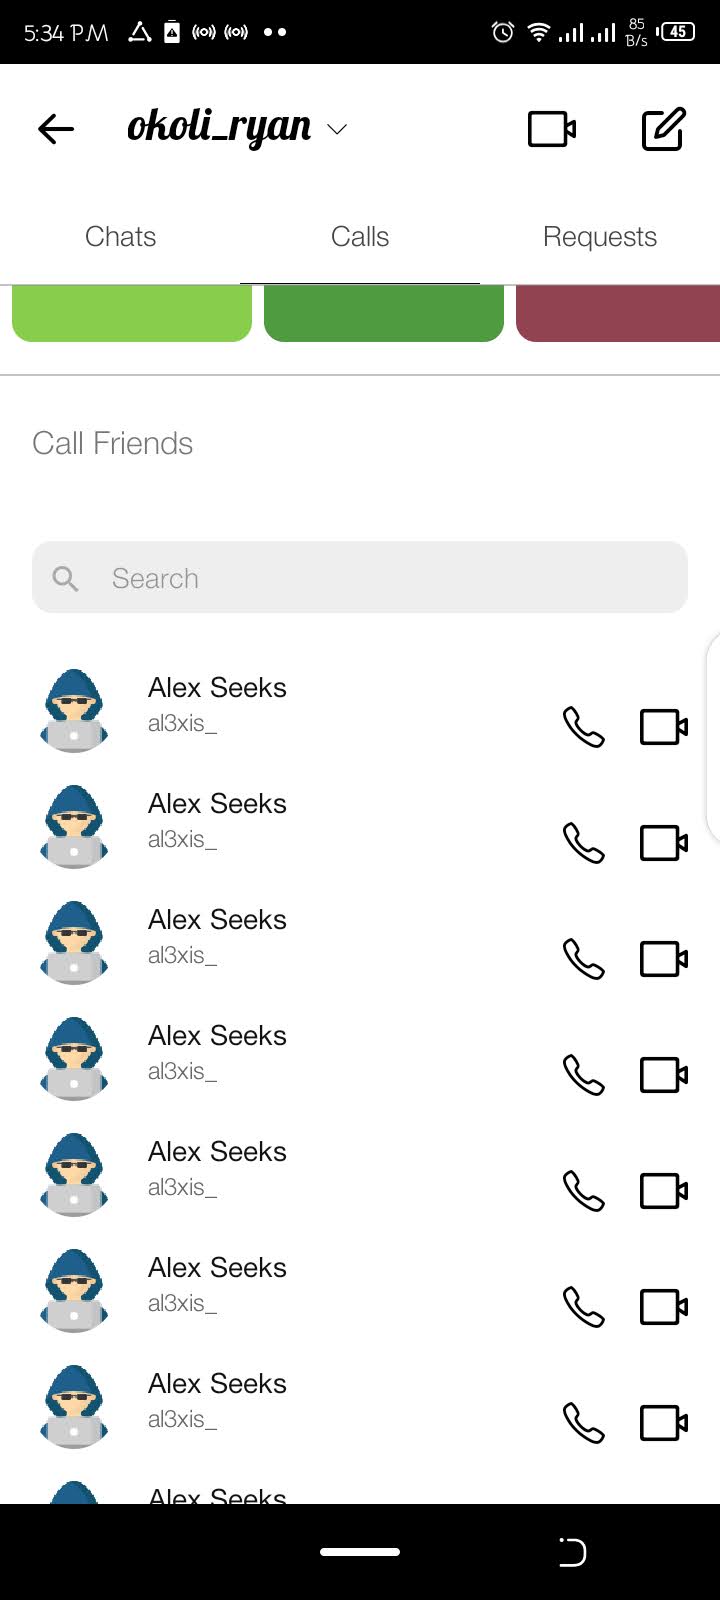 5:34 PM
85
B/s
45
okoli_ryan
Chats Calls Requests
Call Friends
Search
Alex Seeks
al3xis_
Alex Seeks
al3xis_
Alex Seeks
al3xis_
Alex Seeks
al3xis_
Alex Seeks
al3xis_
Alex Seeks
al3xis_
Alex Seeks
al3xis_
Alex Seeks